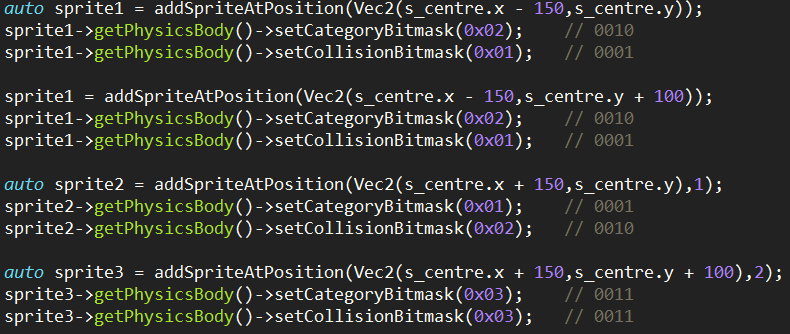 auto sprite1 = addSpriteAtPosition(Vec2(s_centre.x - 150,s_centre.y));
sprite1->getPhysicsBody()->setCategoryBitmask(0x02);    // 0010
sprite1->getPhysicsBody()->setCollisionBitmask(0x01);   // 0001

sprite1 = addSpriteAtPosition(Vec2(s_centre.x - 150,s_centre.y + 100));
sprite1->getPhysicsBody()->setCategoryBitmask(0x02);    // 0010
sprite1->getPhysicsBody()->setCollisionBitmask(0x01);   // 0001

auto sprite2 = addSpriteAtPosition(Vec2(s_centre.x + 150,s_centre.y),1);
sprite2->getPhysicsBody()->setCategoryBitmask(0x01);    // 0001
sprite2->getPhysicsBody()->setCollisionBitmask(0x02);   // 0010

auto sprite3 = addSpriteAtPosition(Vec2(s_centre.x + 150,s_centre.y + 100),2);
sprite3->getPhysicsBody()->setCategoryBitmask(0x03);    // 0011
sprite3->getPhysicsBody()->setCollisionBitmask(0x03);   // 0011